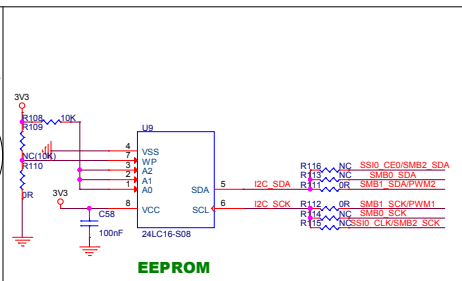 3V3
R108
10K
R109
NC(10K)
R110
0R
U9
4 VSS
7 WP
3 A2
2 A1
1 A0
8 VCC
SDA 5
SCL 6
24LC16-S08
3V3
C58
100nF
I2C_SDA
I2C_SCK
R116 NC SSI0_CE0/SMB2_SDA
R113 NC SMB0_SDA
R111 0R SMB1_SDA/PWM2
R112 0R SMB1_SCK/PWM1
R114 NC SMB0_SCK
R115 NC SSI0_CLK/SMB2_SCK
EEPROM